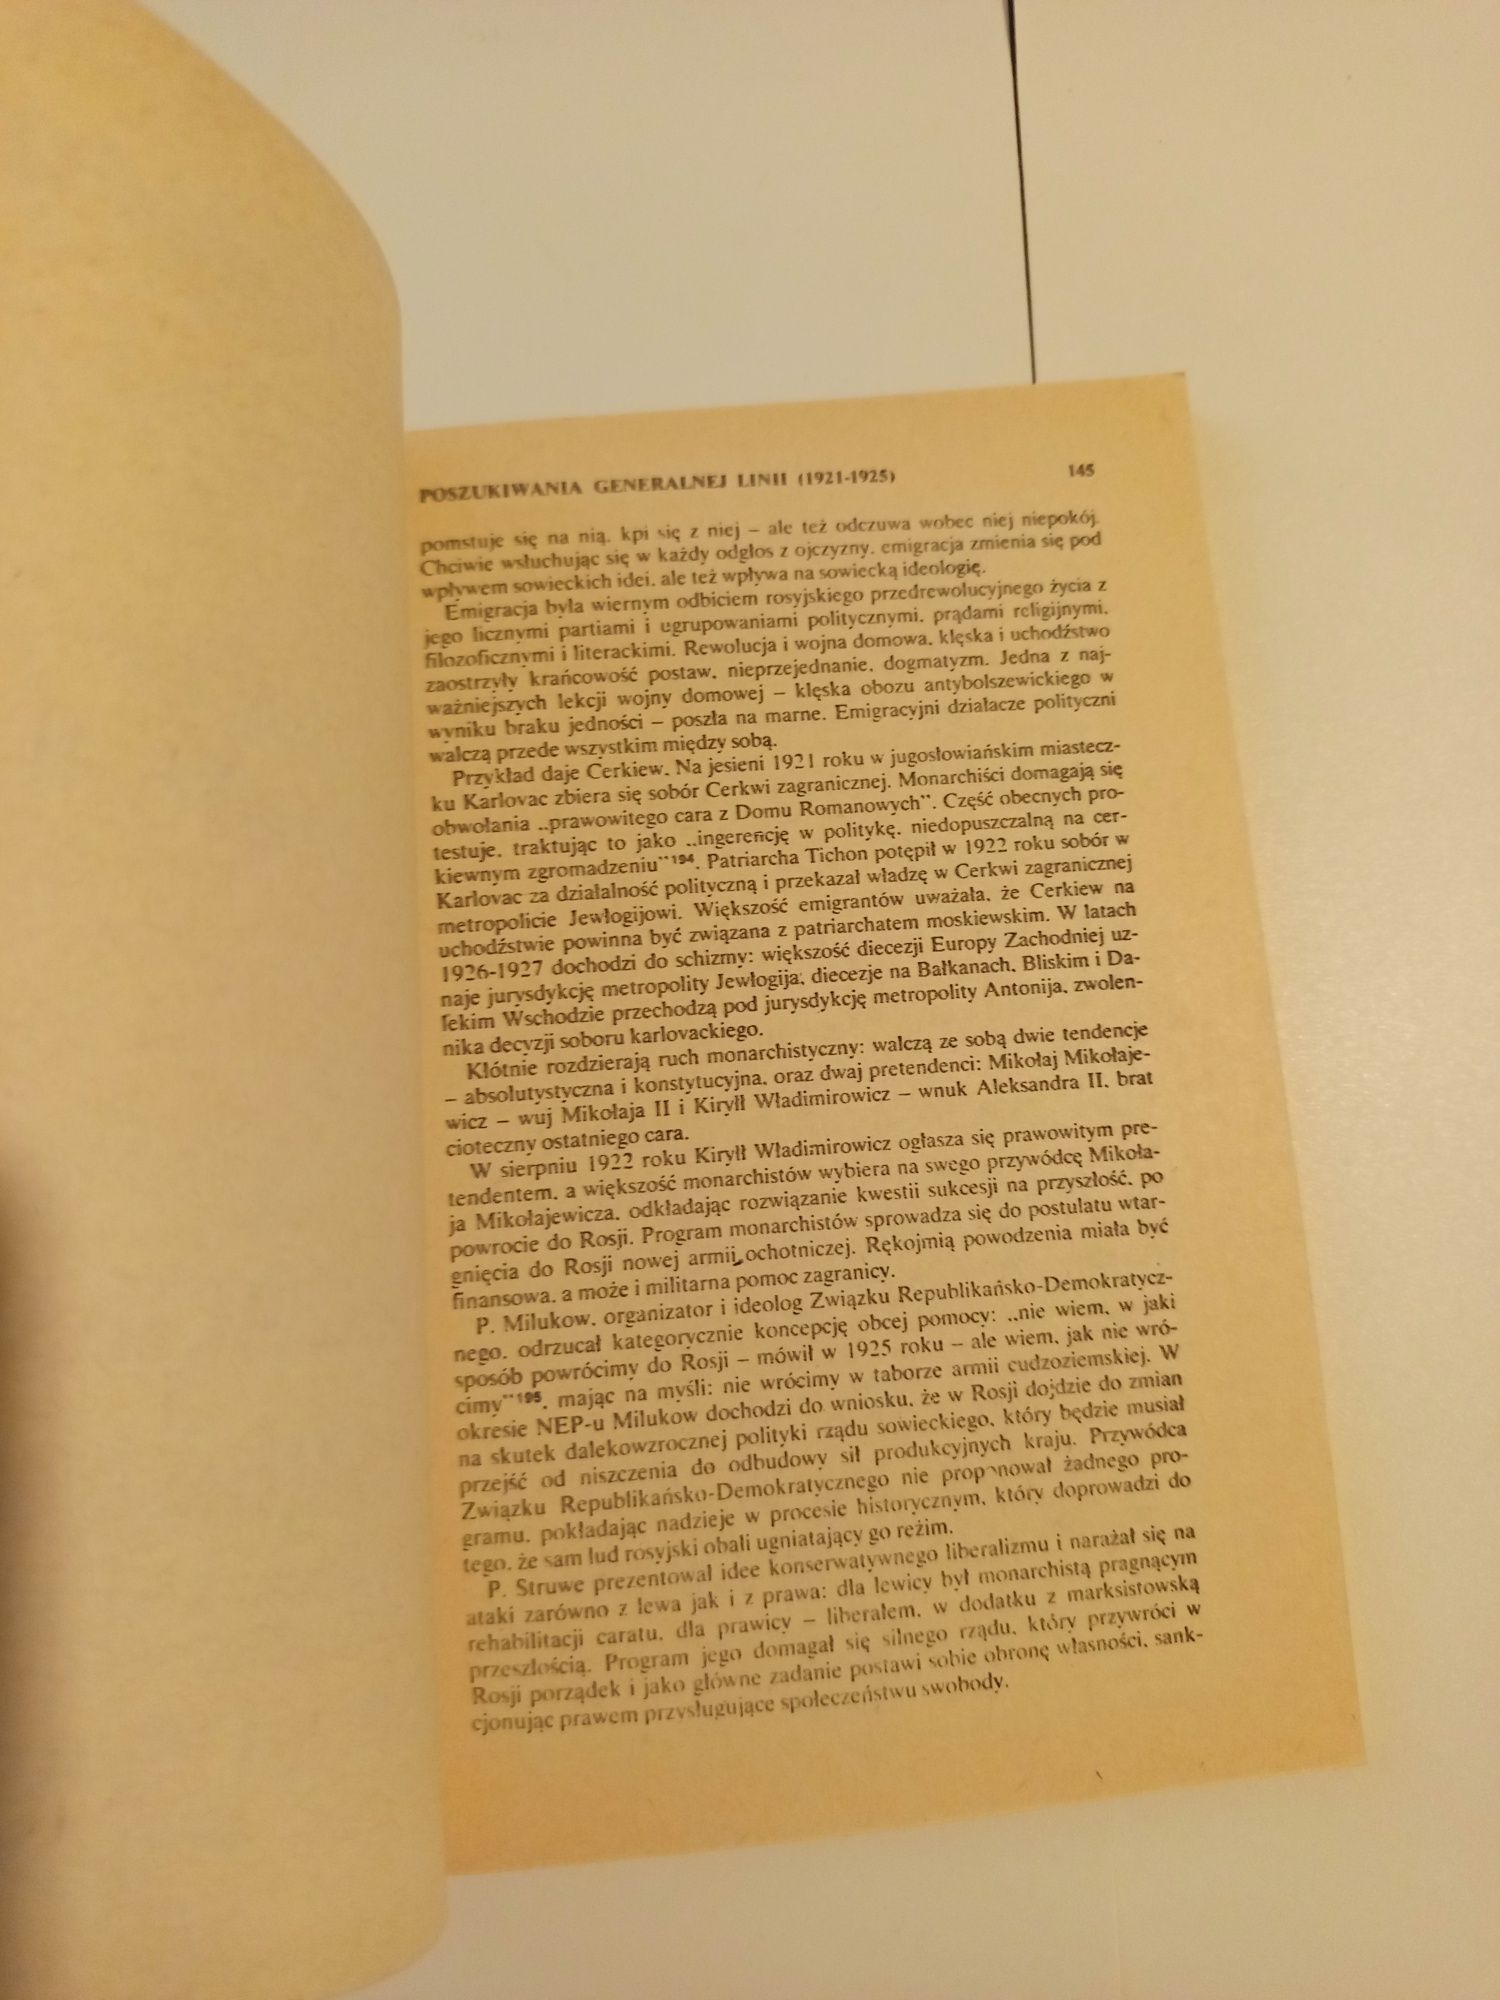 POSZUKIWANIA GENERALNEJ LINII (1921-1925) 145
pomstuje się na nią, kpi się z niej – ale też odczuwa wobec niej niepokój.
Chciwie wsłuchując się w każdy odgłos z ojczyzny, emigracja zmienia się pod
wpływem sowieckich idei, ale też wpływa na sowiecką ideologię.
Emigracja była wiernym odbiciem rosyjskiego przedrewolucyjnego życia z
jego licznymi partiami i ugrupowaniami politycznymi, prądami religijnymi,
filozoficznymi i literackimi. Rewolucja i wojna domowa, klęska i uchodźstwo
zaostrzyły krańcowość postaw, nieprzejednanie, dogmatyzm. Jedna z naj-
ważniejszych lekcji wojny domowej – klęska obozu antybolszewickiego w
wyniku braku jedności – poszła na marne. Emigracyjni działacze polityczni
walczą przede wszystkim między sobą.
Przykład daje Cerkiew. Na jesieni 1921 roku w jugosłowiańskim miastecz-
ku Karlovac zbiera się sobór Cerkwi zagranicznej. Monarchiści domagają się
obwołania „prawowitego cara z Domu Romanowych”. Część obecnych pro-
testuje, traktując to jako „ingerencję w politykę, niedopuszczalną na cer-
kiewnym zgromadzeniu”¹⁹⁴. Patriarcha Tichon potępił w 1922 roku sobór w
Karlovac za działalność polityczną i przekazał władzę w Cerkwi zagranicznej
metropolicie Jewłogijowi. Większość emigrantów uważała, że Cerkiew na
uchodźstwie powinna być związana z patriarchatem moskiewskim. W latach
1926-1927 dochodzi do schizmy: większość diecezji Europy Zachodniej uz-
naje jurysdykcję metropolity Jewłogija, diecezje na Bałkanach, Bliskim i Da-
lekim Wschodzie przechodzą pod jurysdykcję metropolity Antonija, zwolen-
nika decyzji soboru karlovackiego.
Kłótnie rozdzierają ruch monarchistyczny: walczą ze sobą dwie tendencje
– absolutystyczna i konstytucyjna, oraz dwaj pretendenci: Mikołaj Mikołaje-
wicz – wuj Mikołaja II i Kirył Władimirowicz – wnuk Aleksandra II, brat
cioteczny ostatniego cara.
W sierpniu 1922 roku Kirył Władimirowicz ogłasza się prawowitym pre-
tendentem, a większość monarchistów wybiera na swego przywódcę Mikoła-
ja Mikołajewicza, odkładając rozwiązanie kwestii sukcesji na przyszłość, po
powrocie do Rosji. Program monarchistów sprowadza się do postulatu wtar-
gnięcia do Rosji nowej armii ochotniczej. Rękojmią powodzenia miała być
finansowa, a może i militarna pomoc zagranicy.
P. Milukow, organizator i ideolog Związku Republikańsko-Demokratycz-
nego, odrzucał kategorycznie koncepcję obcej pomocy: „nie wiem, w jaki
sposób powrócimy do Rosji – mówił w 1925 roku – ale wiem, jak nie wró-
cimy”¹⁹⁵, mając na myśli: nie wrócimy w taborze armii cudzoziemskiej. W
okresie NEP-u Milukow dochodzi do wniosku, że w Rosji dojdzie do zmian
na skutek dalekowzrocznej polityki rządu sowieckiego, który będzie musiał
przejść od niszczenia do odbudowy sił produkcyjnych kraju. Przywódca
Związku Republikańsko-Demokratycznego nie proponował żadnego pro-
gramu, pokładając nadzieje w procesie historycznym, który doprowadzi do
tego, że sam lud rosyjski obali ugniatający go reżim.
P. Struwe prezentował idee konserwatywnego liberalizmu i narażał się na
ataki zarówno z lewa jak i z prawa: dla lewicy był monarchistą pragnącym
rehabilitacji caratu, dla prawicy – liberałem, w dodatku z marksistowską
przeszłością. Program jego domagał się silnego rządu, który przywróci w
Rosji porządek i jako główne zadanie postawi sobie obronę własności, sank-
cjonując prawem przysługujące społeczeństwu swobody.